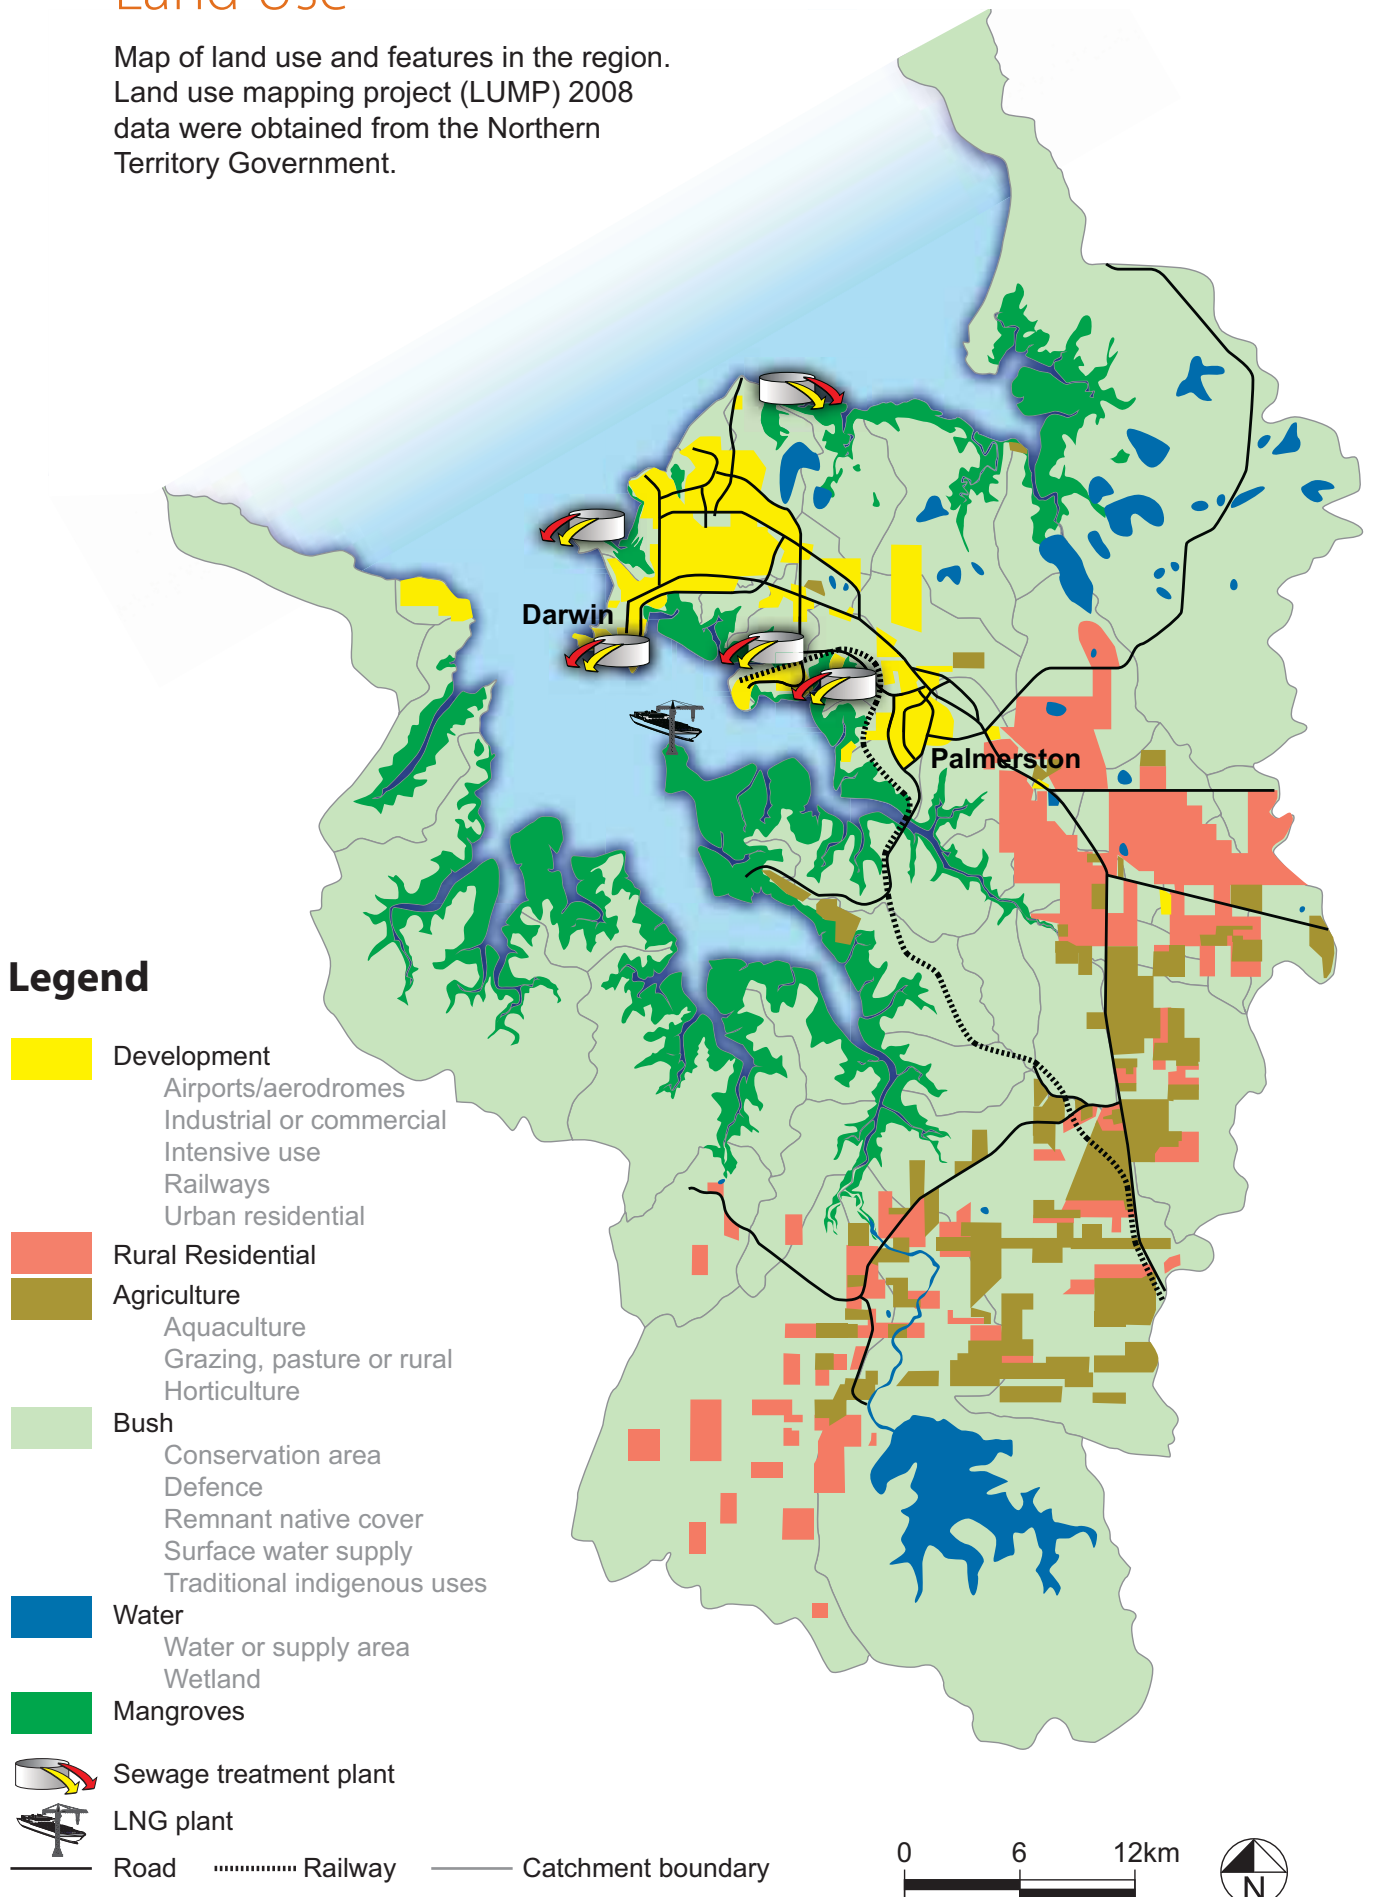 Land Use
Map of land use and features in the region.
Land use mapping project (LUMP) 2008
data were obtained from the Northern
Territory Government.
Darwin
Palmerston
Legend
Development
Airports/aerodromes
Industrial or commercial
Intensive use
Railways
Urban residential
Rural Residential
Agriculture
Aquaculture
Grazing, pasture or rural
Horticulture
Bush
Conservation area
Defence
Remnant native cover
Surface water supply
Traditional indigenous uses
Water
Water or supply area
Wetland
Mangroves
Sewage treatment plant
LNG plant
Road Railway Catchment boundary
0 6 12km
N